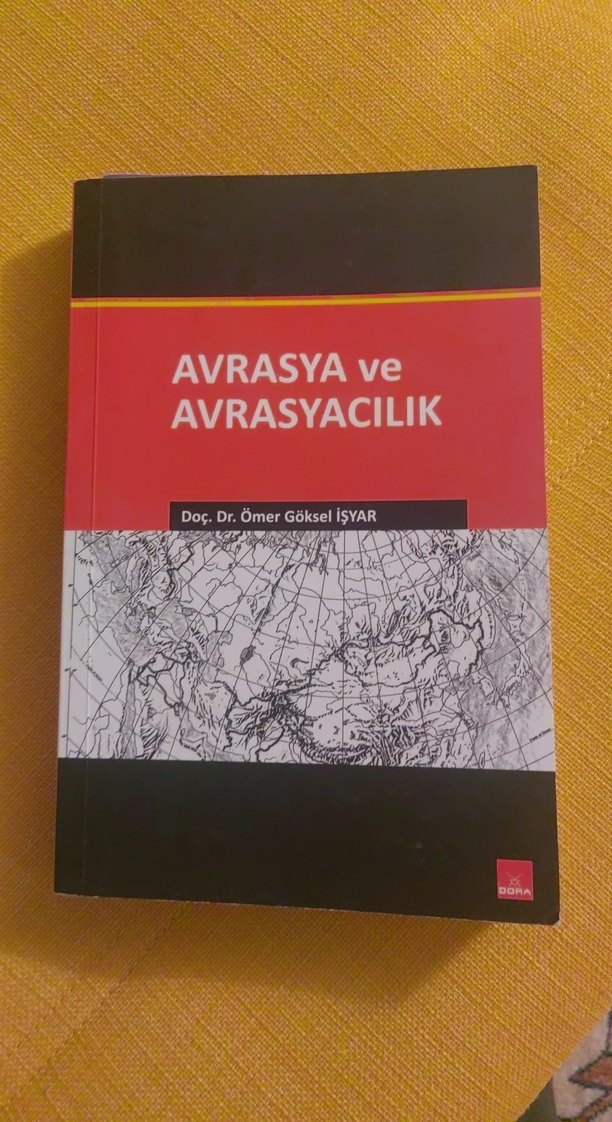 AVRASYA ve
AVRASYACILIK
Doç. Dr. Ömer Göksel İŞYAR
DORA